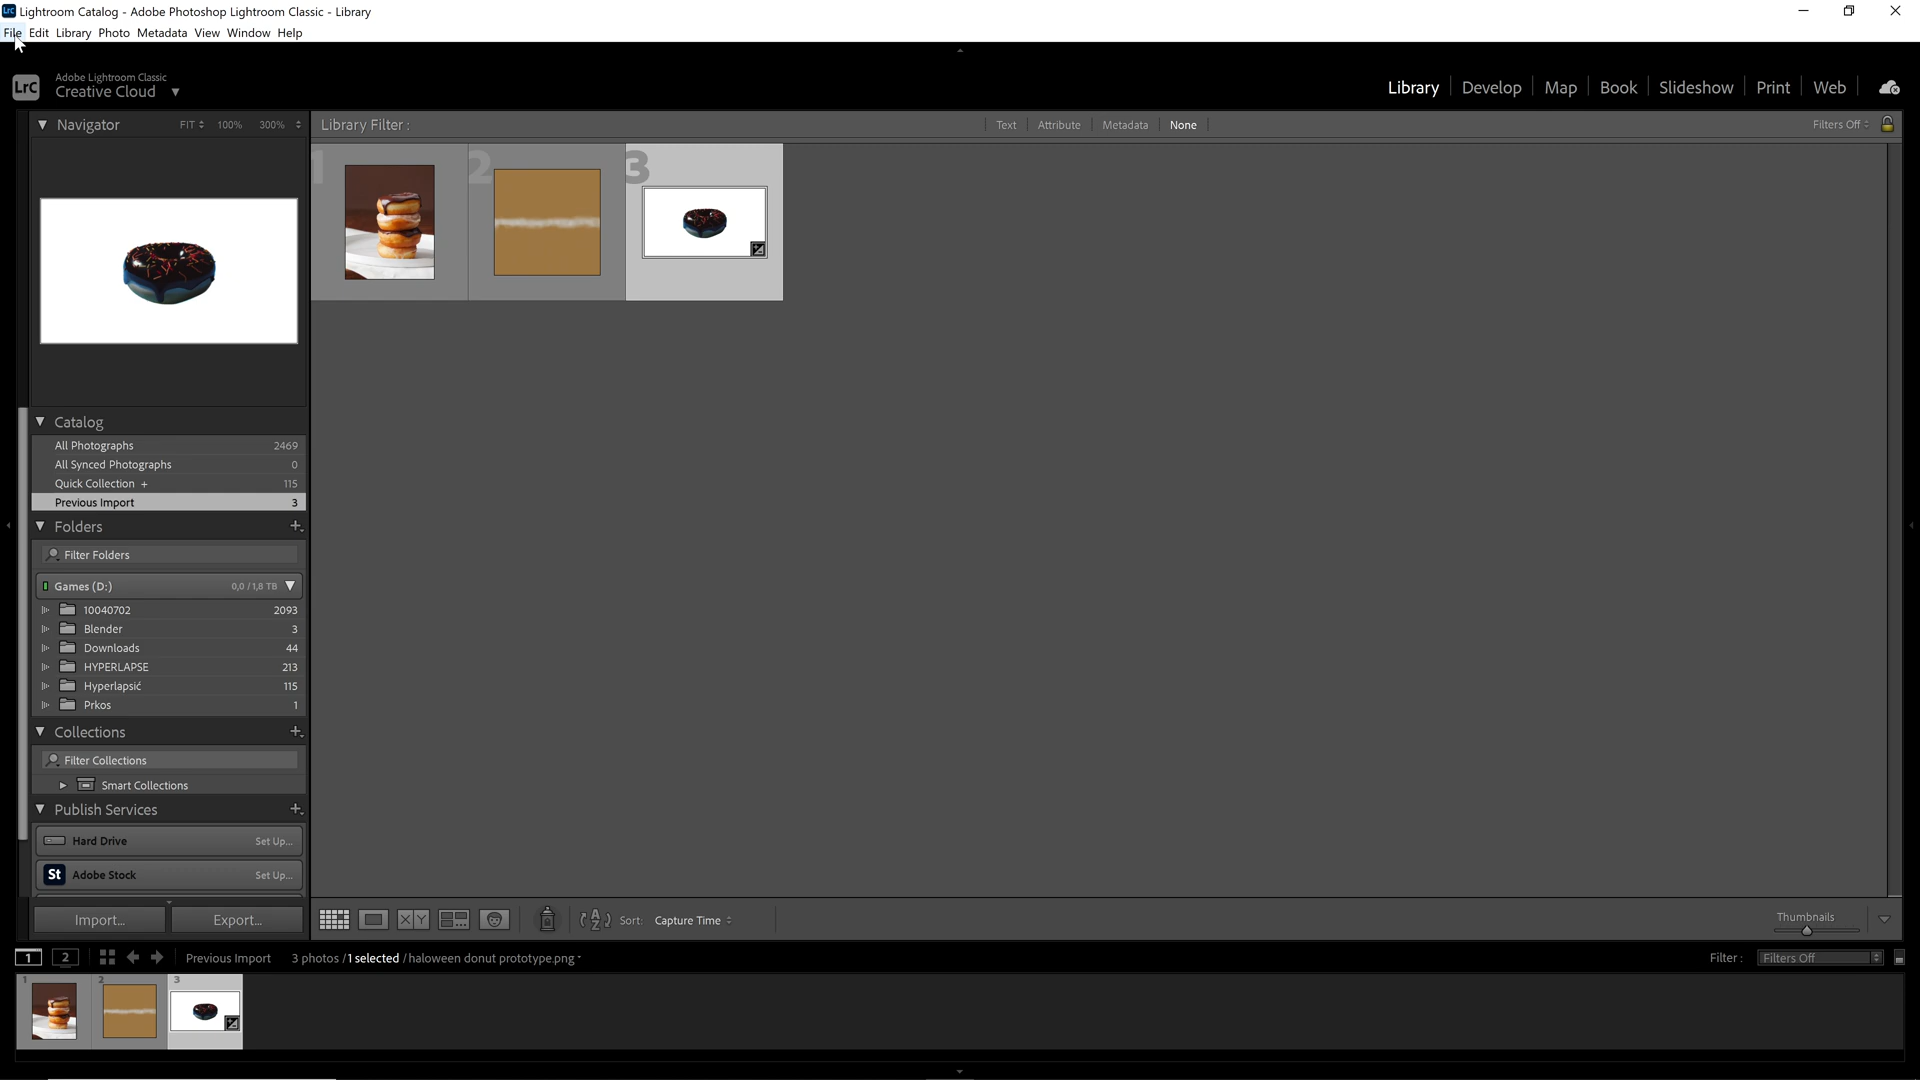 Lightroom Catalog - Adobe Photoshop Lightroom Classic - Library
File Edit Library Photo Metadata View Window Help
LrC
Adobe Lightroom Classic
Creative Cloud
Library Develop Map Book Slideshow Print Web
Navigator FIT 100% 300%
Library Filter : Text Attribute Metadata None Filters Off
1 2 3
Catalog
All Photographs 2469
All Synced Photographs 0
Quick Collection + 115
Previous Import 3
Folders
Filter Folders
Games (D:) 0,0 / 1,8 TB
10040702 2093
Blender 3
Downloads 44
HYPERLAPSE 213
Hyperlapsić 115
Prkos 1
Collections
Filter Collections
Smart Collections
Publish Services
Hard Drive Set Up...
St Adobe Stock Set Up...
Import... Export...
XY
Sort: Capture Time
Thumbnails
1 2 Previous Import 3 photos / 1 selected / haloween donut prototype.png
Filter : Filters Off
1 2 3